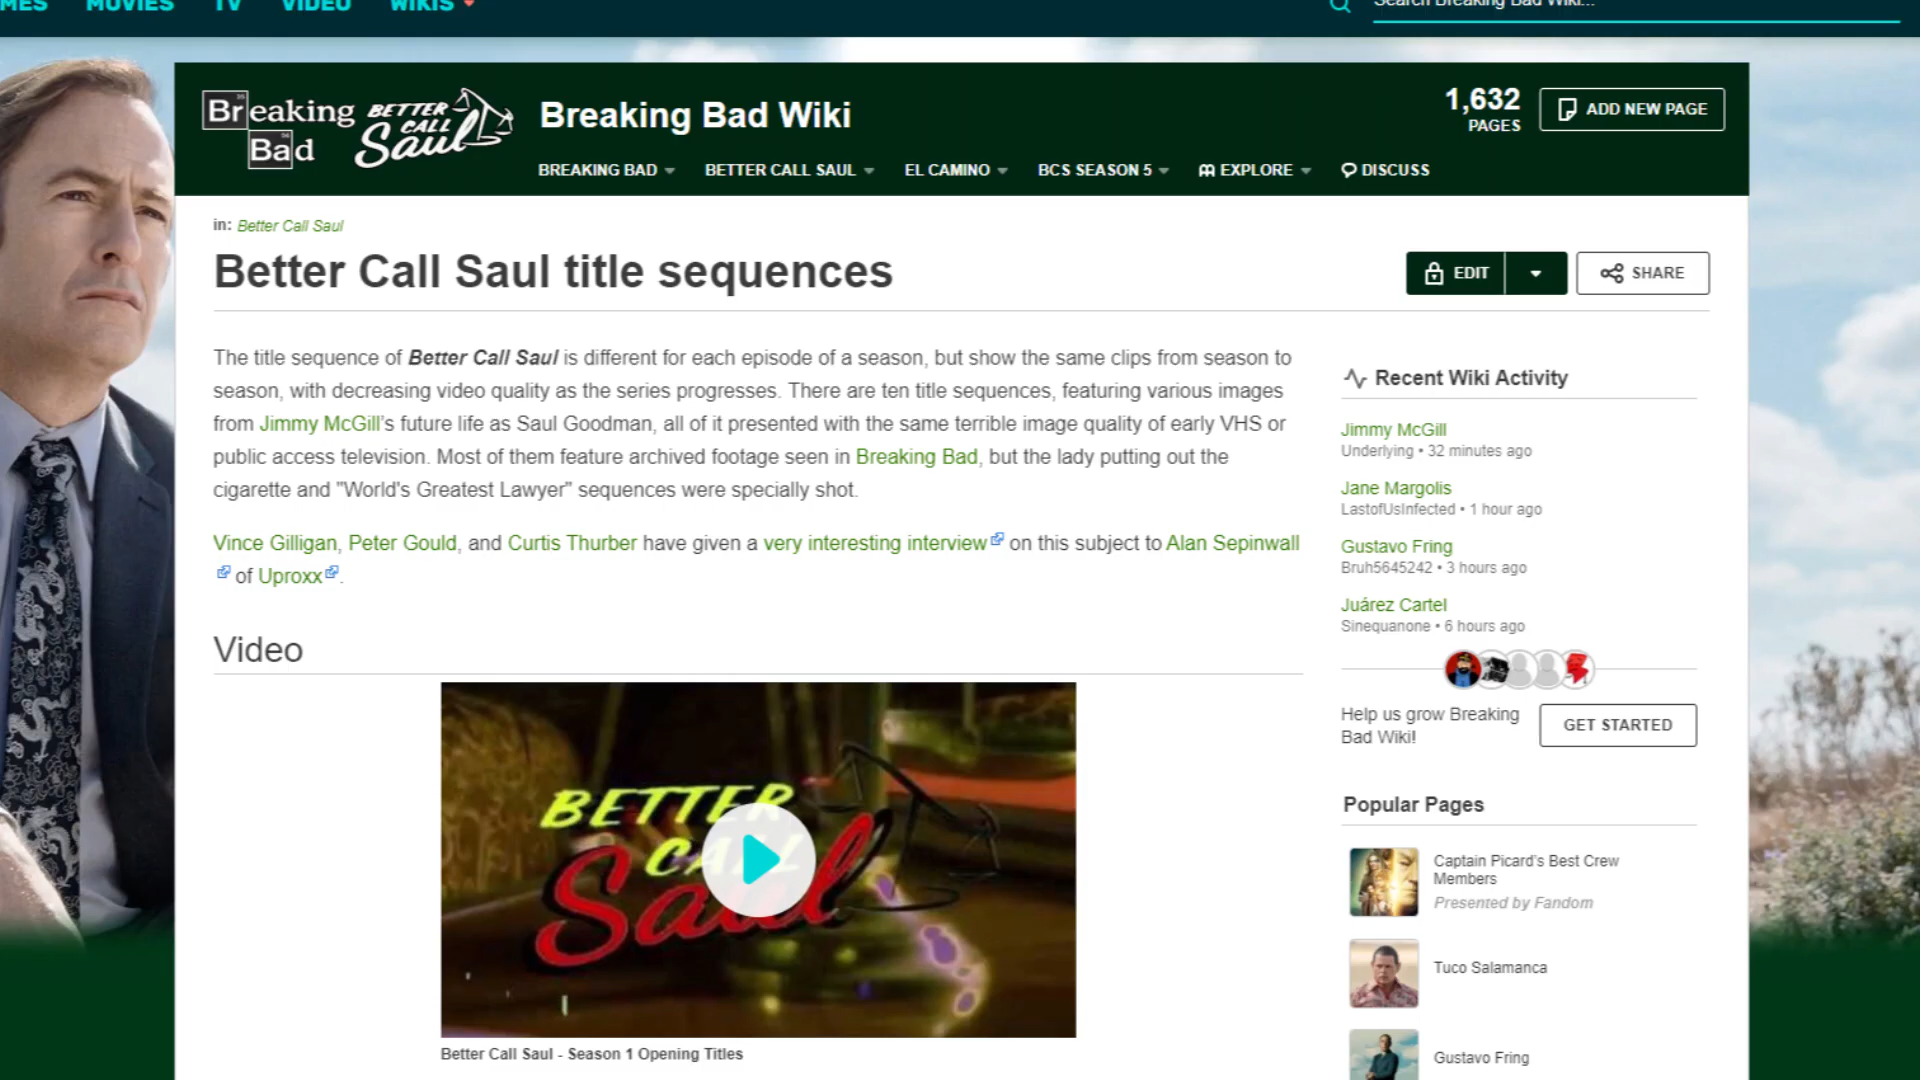 MES MOVIES TV VIDEO WIKIS
Search Breaking Bad Wiki...
Breaking
Bad
BETTER
CALL
Saul
Breaking Bad Wiki
1,632
PAGES
ADD NEW PAGE
BREAKING BAD BETTER CALL SAUL EL CAMINO BCS SEASON 5 EXPLORE DISCUSS
in: Better Call Saul
Better Call Saul title sequences
EDIT
SHARE
The title sequence of Better Call Saul is different for each episode of a season, but show the same clips from season to
season, with decreasing video quality as the series progresses. There are ten title sequences, featuring various images
from Jimmy McGill's future life as Saul Goodman, all of it presented with the same terrible image quality of early VHS or
public access television. Most of them feature archived footage seen in Breaking Bad, but the lady putting out the
cigarette and "World's Greatest Lawyer" sequences were specially shot.
Vince Gilligan, Peter Gould, and Curtis Thurber have given a very interesting interview on this subject to Alan Sepinwall
of Uproxx.
Video
BETTER
CALL
Saul
Better Call Saul - Season 1 Opening Titles
Recent Wiki Activity
Jimmy McGill
Underlying • 32 minutes ago
Jane Margolis
LastofUsInfected • 1 hour ago
Gustavo Fring
Bruh5645242 • 3 hours ago
Juárez Cartel
Sinequanone • 6 hours ago
Help us grow Breaking
Bad Wiki!
GET STARTED
Popular Pages
Captain Picard's Best Crew
Members
Presented by Fandom
Tuco Salamanca
Gustavo Fring